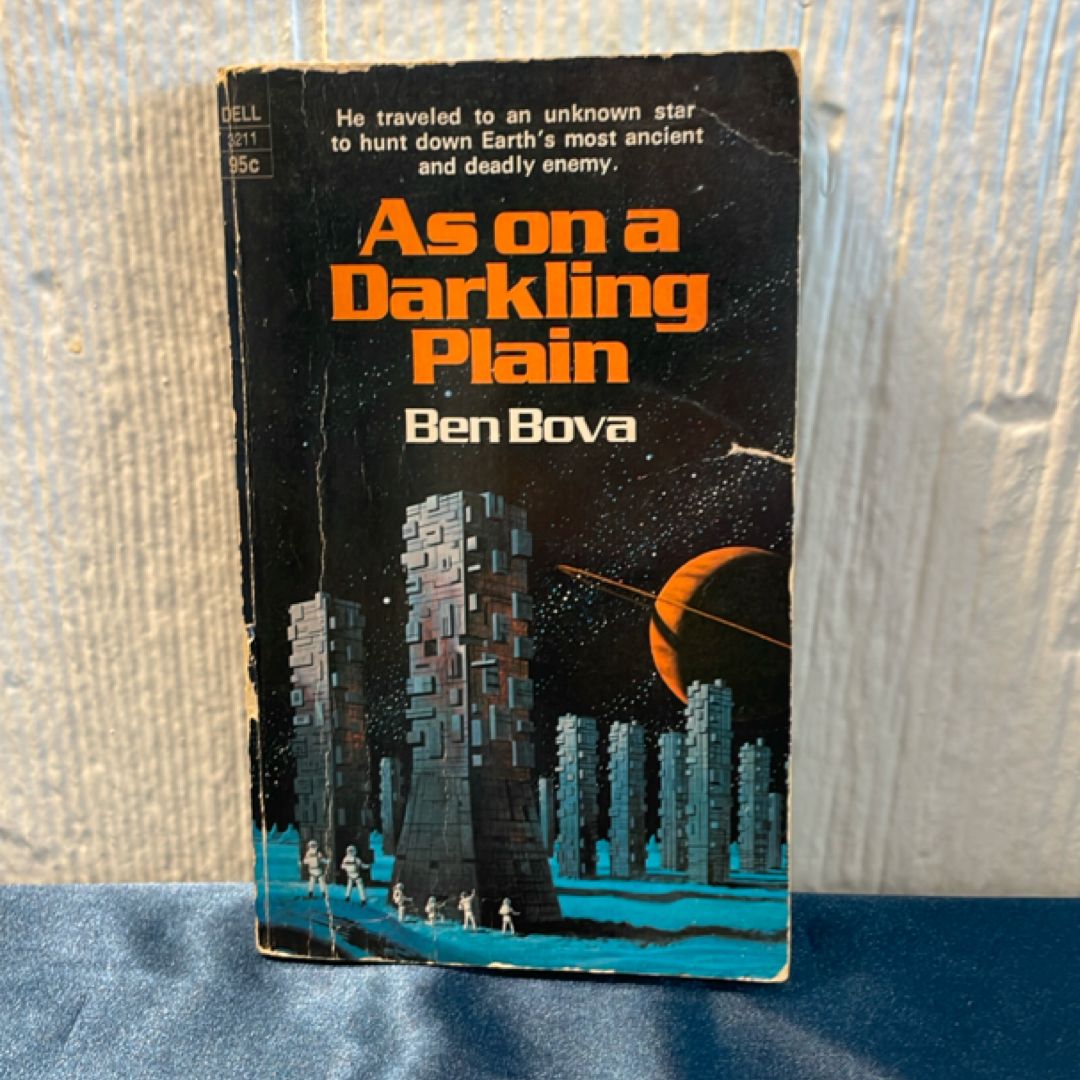 DELL
3211
95c
He traveled to an unknown star
to hunt down Earth's most ancient
and deadly enemy.
As on a
Darkling
Plain
Ben Bova